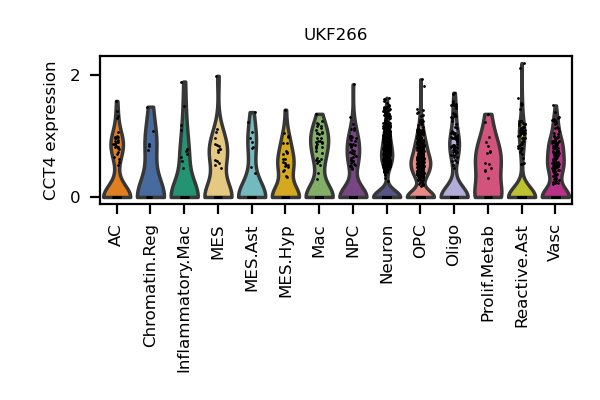 UKF266
CCT4 expression
2
0
AC
Chromatin.Reg
Inflammatory.Mac
MES
MES.Ast
MES.Hyp
Mac
NPC
Neuron
OPC
Oligo
Prolif.Metab
Reactive.Ast
Vasc